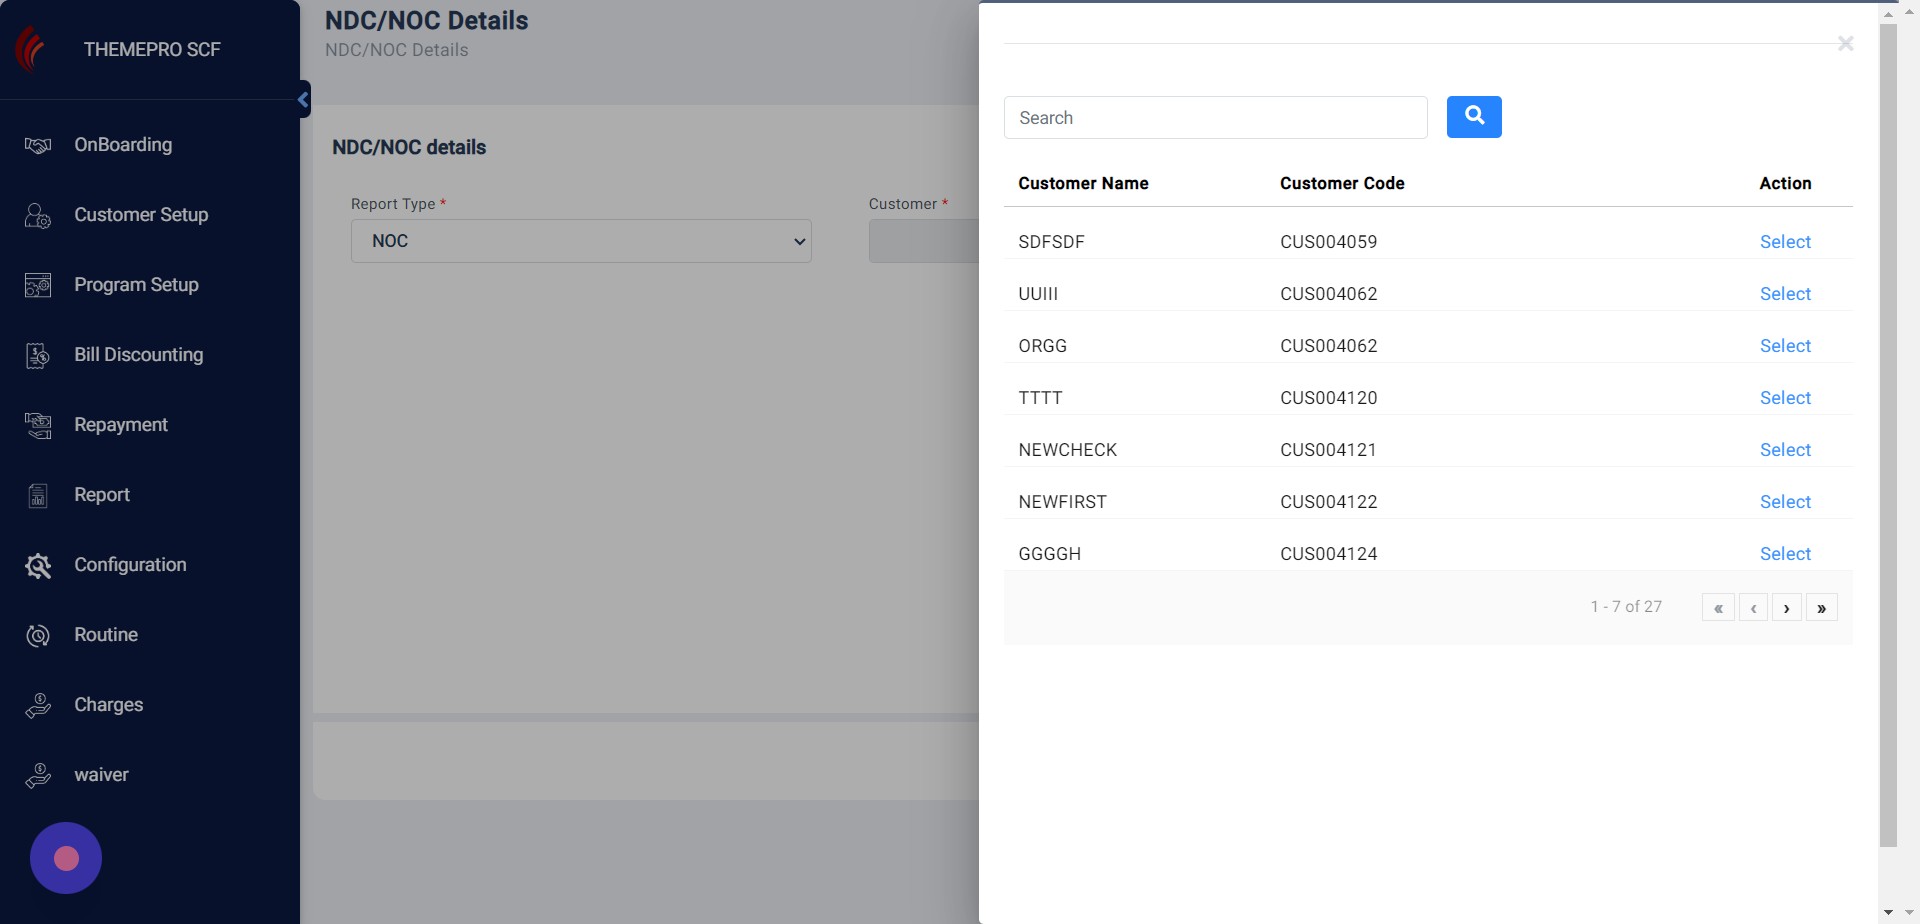 THEMEPRO SCF
OnBoarding
Customer Setup
Program Setup
Bill Discounting
Repayment
Report
Configuration
Routine
Charges
waiver
NDC/NOC Details
NDC/NOC Details
NDC/NOC details
Report Type *
NOC
Customer *
×
Search
Customer Name Customer Code Action
SDFSDF CUS004059 Select
UUIII CUS004062 Select
ORGG CUS004062 Select
TTTT CUS004120 Select
NEWCHECK CUS004121 Select
NEWFIRST CUS004122 Select
GGGGH CUS004124 Select
1 - 7 of 27 « ‹ › »